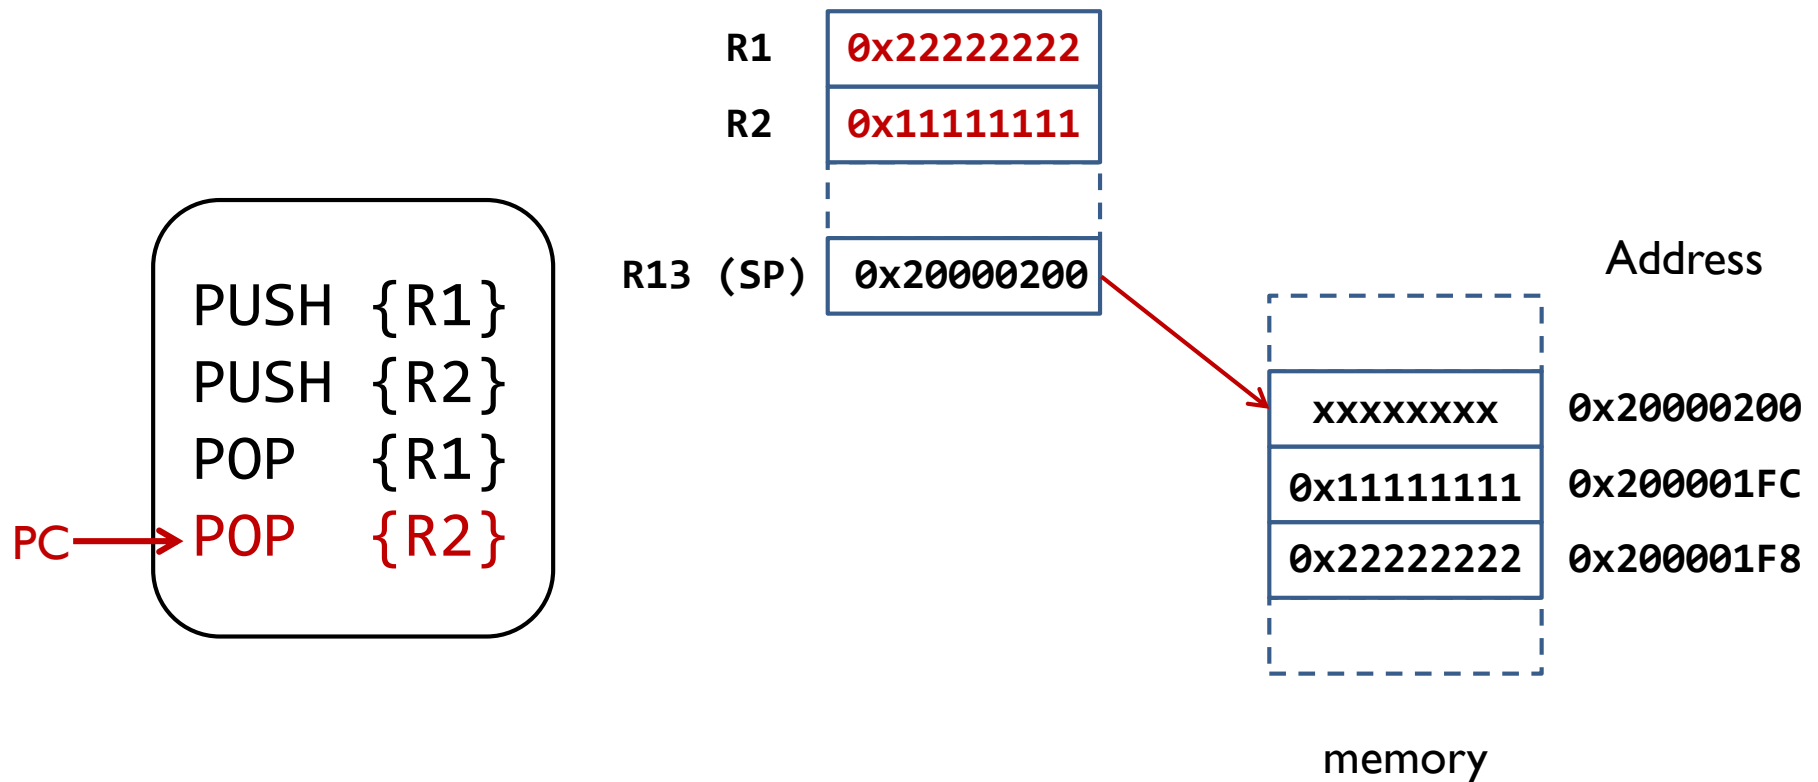 R1 0x22222222
R2 0x11111111
R13 (SP) 0x20000200
PUSH {R1}
PUSH {R2}
POP {R1}
PC POP {R2}
Address
xxxxxxxx 0x20000200
0x11111111 0x200001FC
0x22222222 0x200001F8
memory